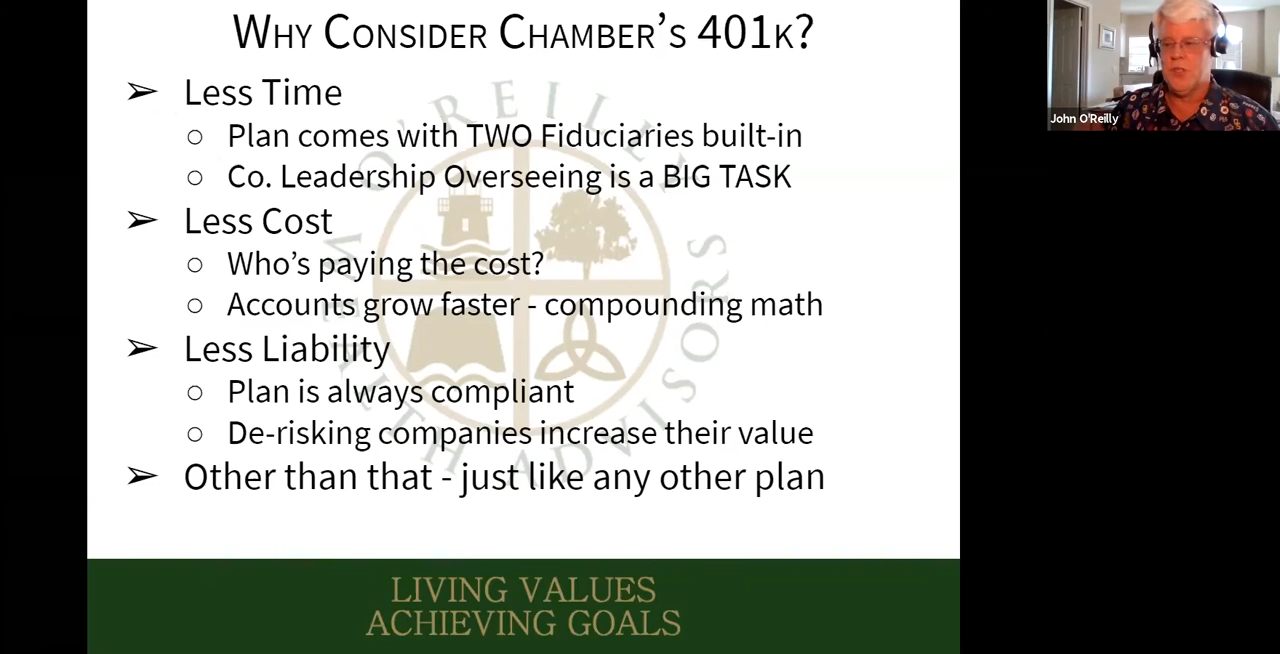 Why Consider Chamber's 401k?
➢ Less Time
○ Plan comes with TWO Fiduciaries built-in
○ Co. Leadership Overseeing is a BIG TASK
➢ Less Cost
○ Who's paying the cost?
○ Accounts grow faster - compounding math
➢ Less Liability
○ Plan is always compliant
○ De-risking companies increase their value
➢ Other than that - just like any other plan
O'REILLY
ADVISORS
LIVING VALUES
ACHIEVING GOALS
John O'Reilly